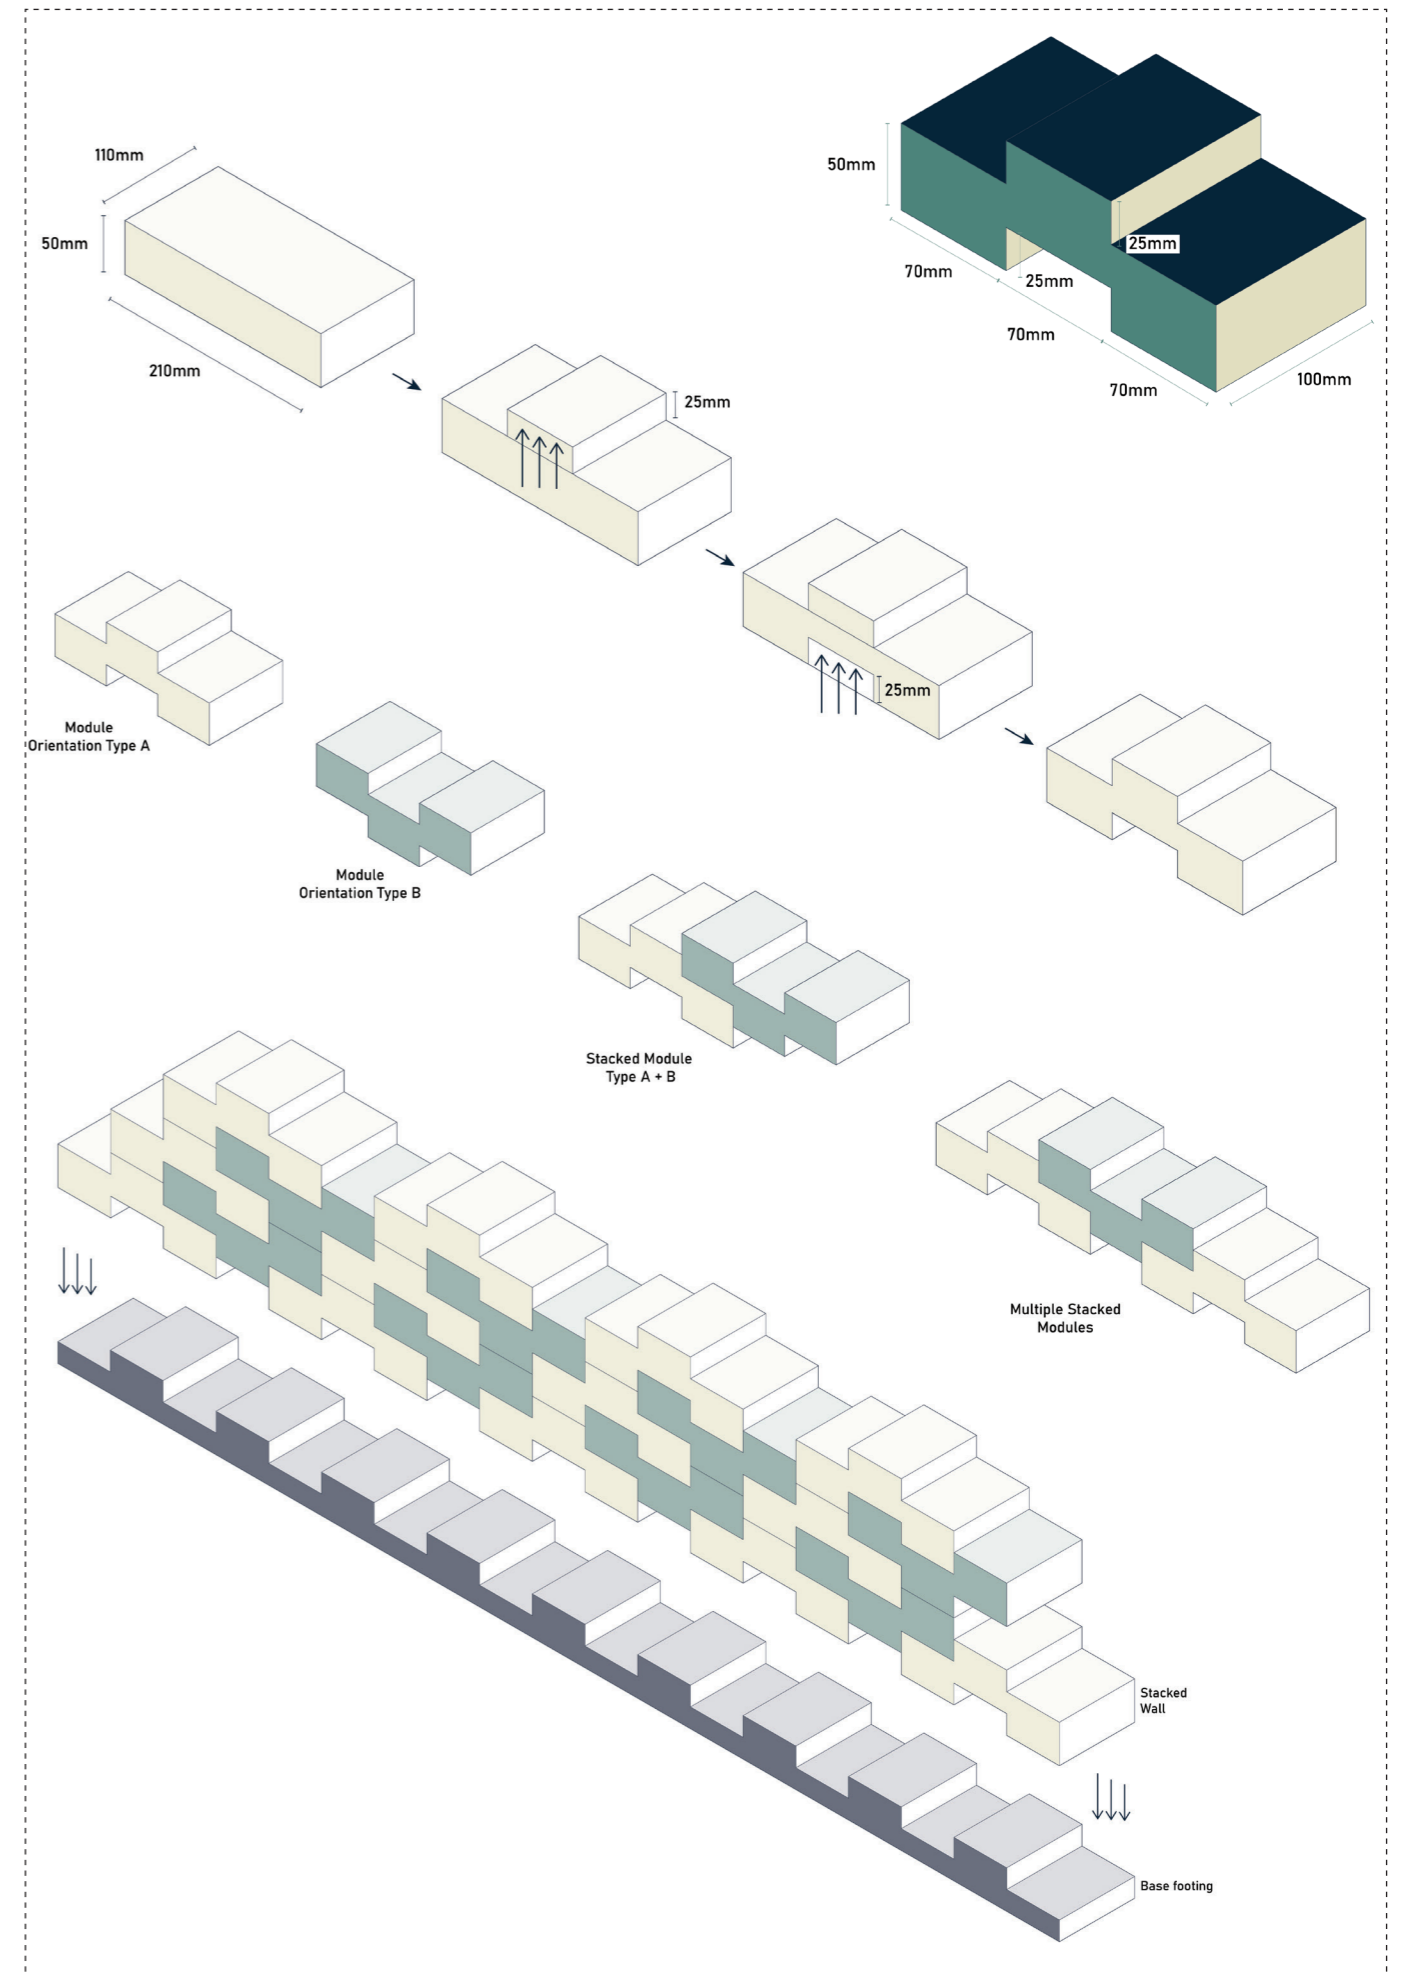 110mm
50mm
210mm
50mm
25mm
70mm
25mm
70mm
70mm
100mm
25mm
25mm
Module
Orientation Type A
Module
Orientation Type B
Stacked Module
Type A + B
Multiple Stacked
Modules
Stacked
Wall
Base footing